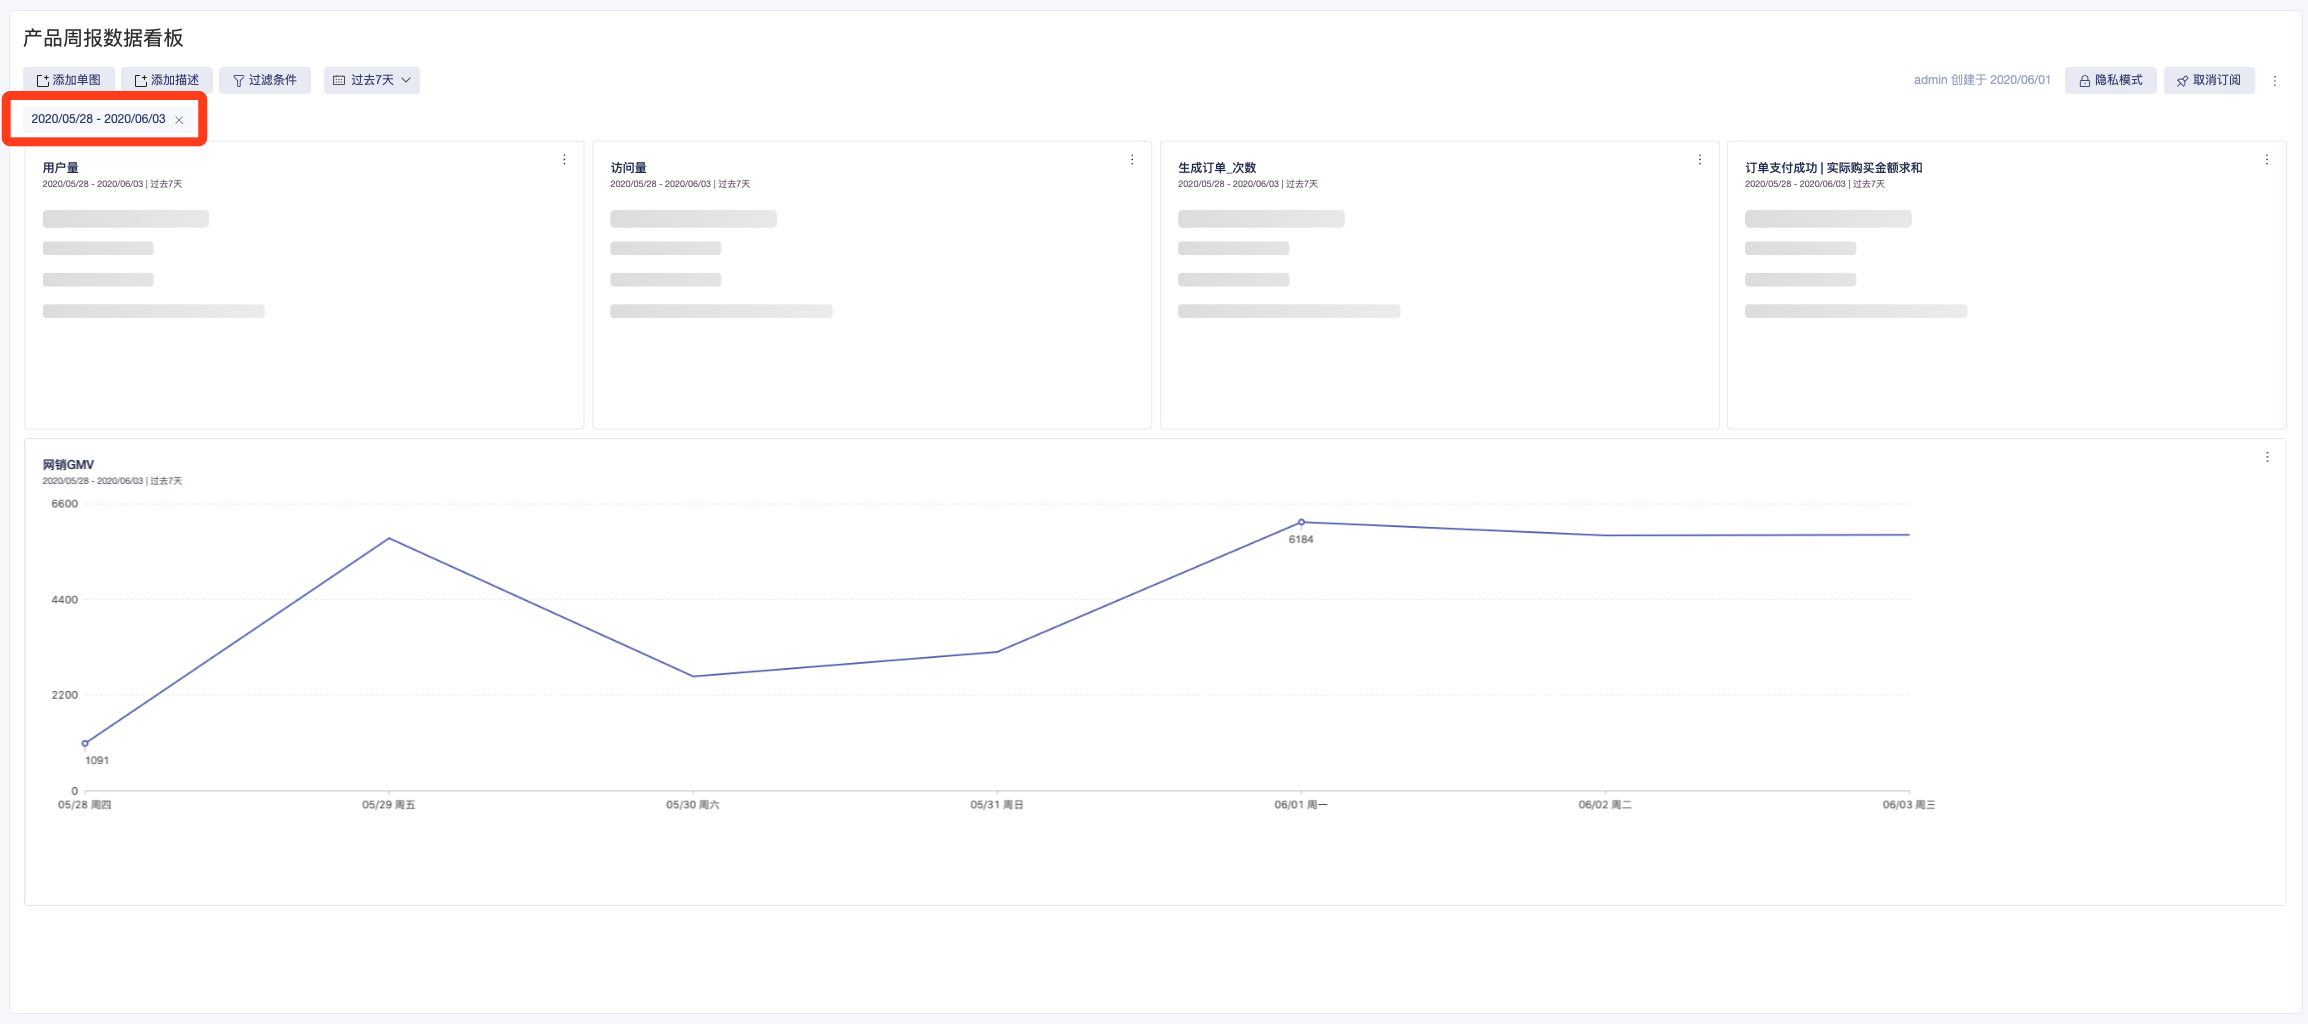 产品周报数据看板
添加单图 添加描述 过滤条件 过去7天 admin 创建于 2020/06/01 隐私模式 取消订阅
2020/05/28 - 2020/06/03
用户量
2020/05/28 - 2020/06/03 | 过去7天
访问量
2020/05/28 - 2020/06/03 | 过去7天
生成订单_次数
2020/05/28 - 2020/06/03 | 过去7天
订单支付成功 | 实际购买金额求和
2020/05/28 - 2020/06/03 | 过去7天
网销GMV
2020/05/28 - 2020/06/03 | 过去7天
6600
6184
4400
2200
1091
0
05/28 周四 05/29 周五 05/30 周六 05/31 周日 06/01 周一 06/02 周二 06/03 周三